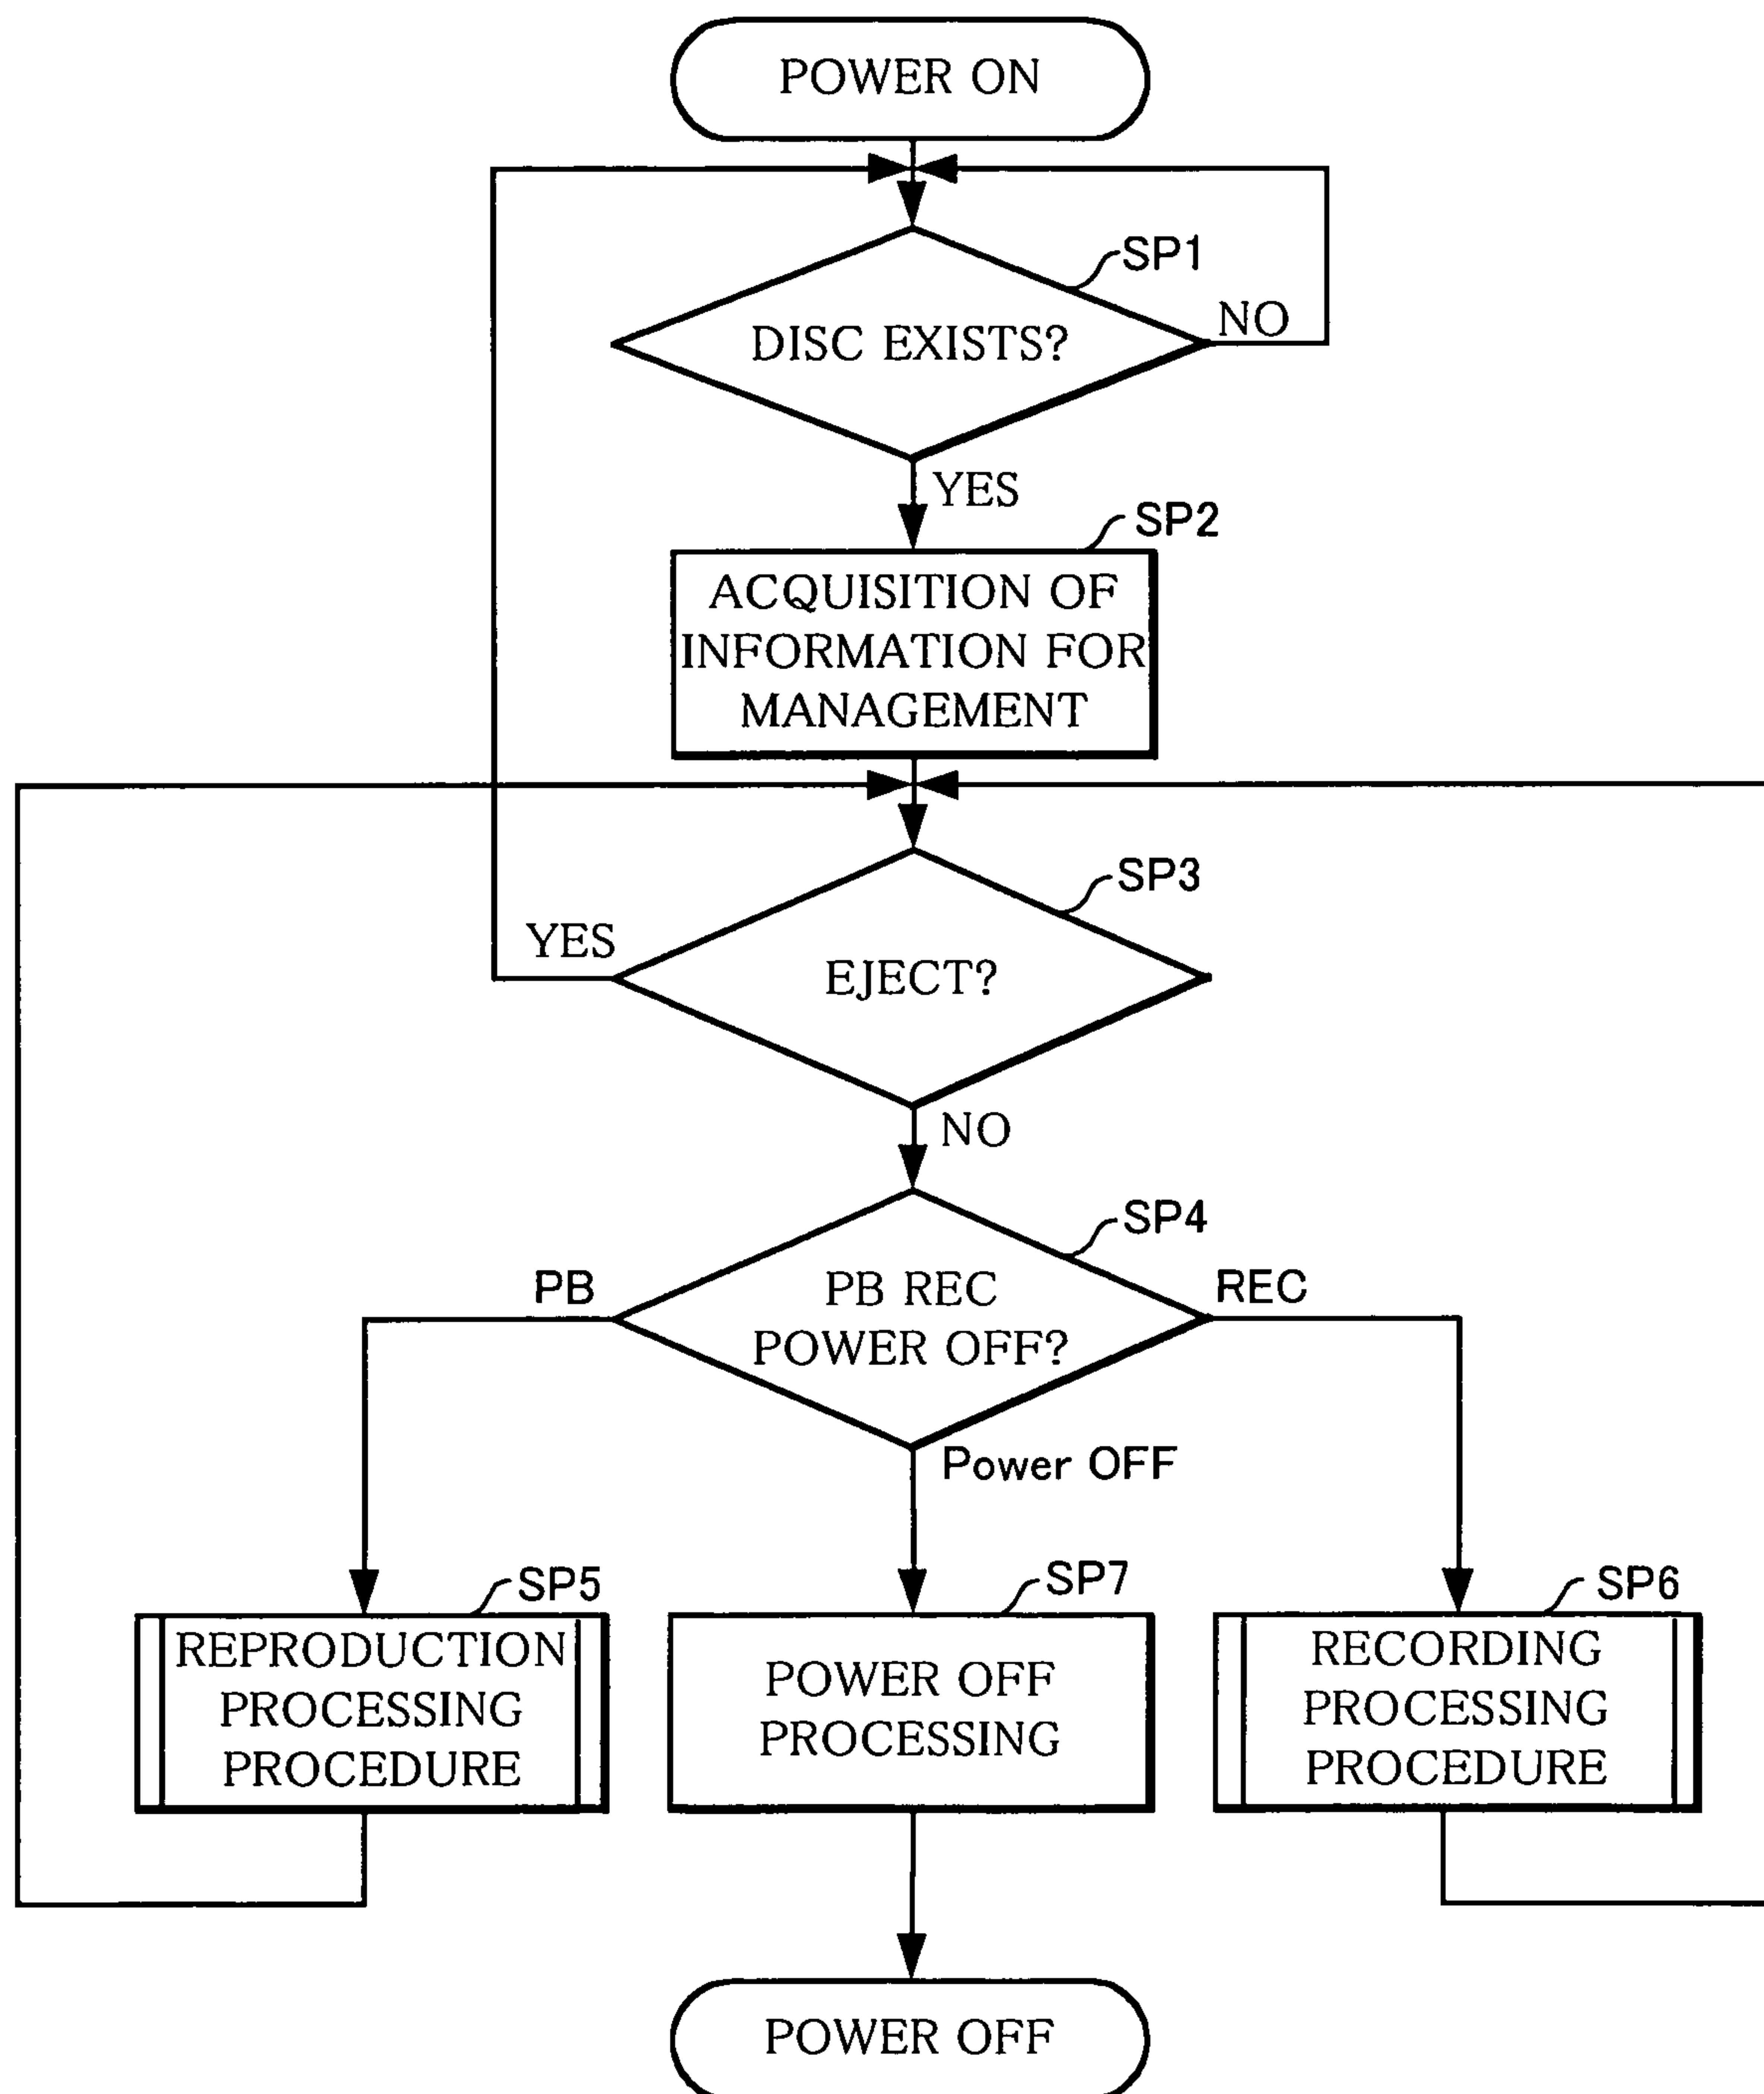 POWER ON
SP1
DISC EXISTS?
NO
YES
SP2
ACQUISITION OF
INFORMATION FOR
MANAGEMENT
SP3
YES
EJECT?
NO
SP4
PB
PB REC
POWER OFF?
REC
Power OFF
SP5
REPRODUCTION
PROCESSING
PROCEDURE
SP7
POWER OFF
PROCESSING
SP6
RECORDING
PROCESSING
PROCEDURE
POWER OFF